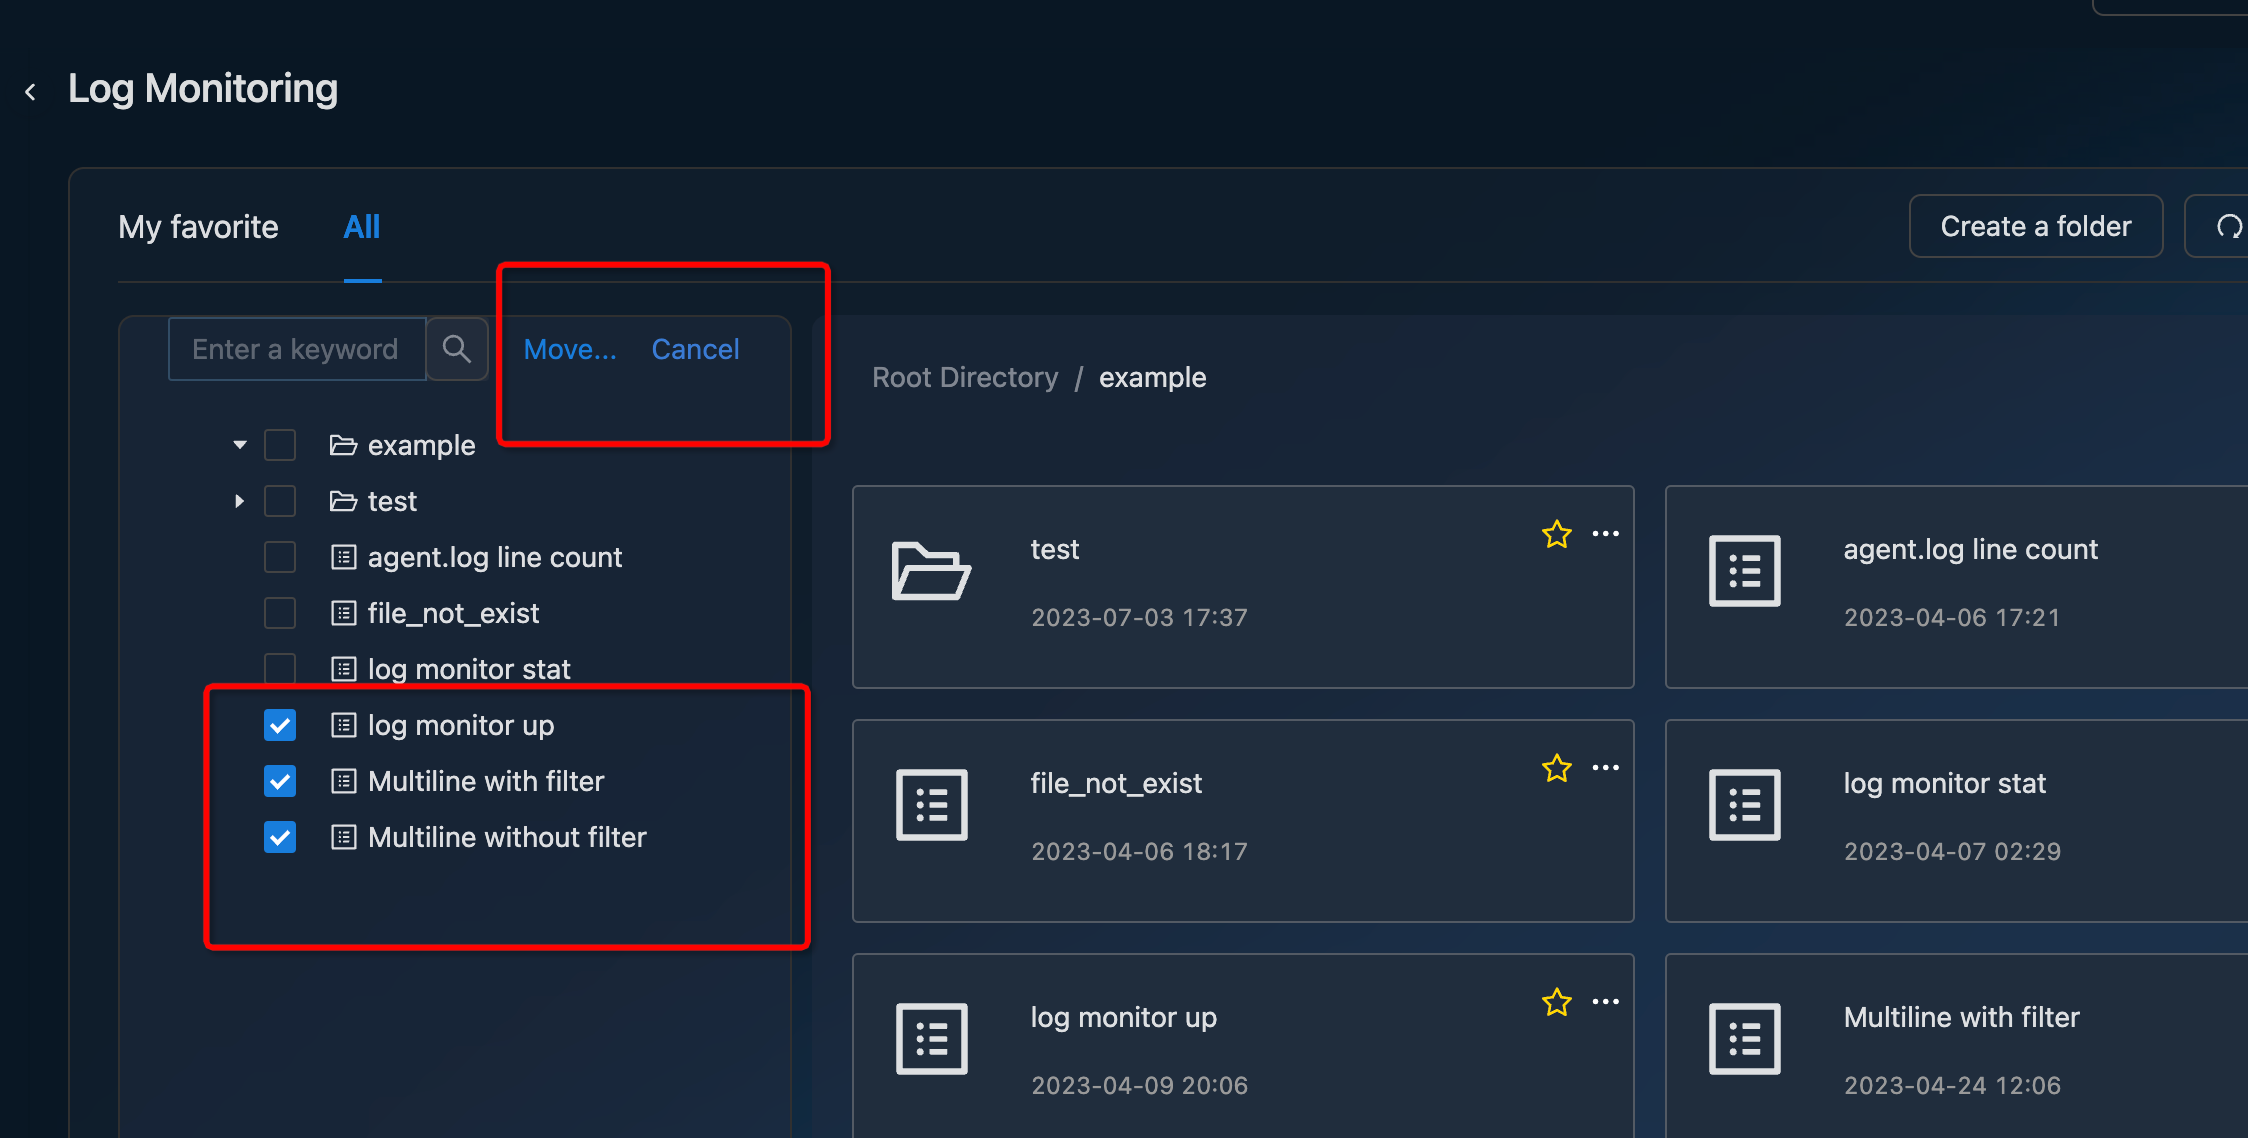 Log Monitoring
My favorite
All
Create a folder
Enter a keyword
Move...
Cancel
example
test
agent.log line count
file_not_exist
log monitor stat
log monitor up
Multiline with filter
Multiline without filter
Root Directory / example
test
2023-07-03 17:37
agent.log line count
2023-04-06 17:21
file_not_exist
2023-04-06 18:17
log monitor stat
2023-04-07 02:29
log monitor up
2023-04-09 20:06
Multiline with filter
2023-04-24 12:06